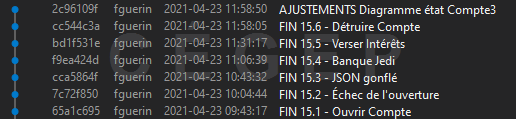 2c96109f fguerin 2021-04-23 11:58:50 AJUSTEMENTS Diagramme état Compte3
cc544c3a fguerin 2021-04-23 11:58:05 FIN 15.6 - Détruire Compte
bd1f531e fguerin 2021-04-23 11:31:17 FIN 15.5 - Verser Intérêts
f9ea424d fguerin 2021-04-23 11:06:39 FIN 15.4 - Banque Jedi
cca5864f fguerin 2021-04-23 10:43:32 FIN 15.3 - JSON gonflé
7c72f850 fguerin 2021-04-23 10:04:44 FIN 15.2 - Échec de l'ouverture
65a1c695 fguerin 2021-04-23 09:43:17 FIN 15.1 - Ouvrir Compte